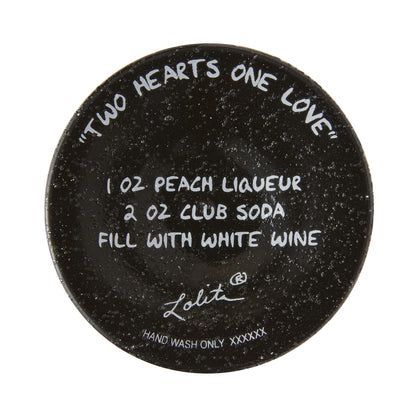 "TWO HEARTS ONE LOVE"
1 OZ PEACH LIQUEUR
2 OZ CLUB SODA
FILL WITH WHITE WINE
Lolita ®
HAND WASH ONLY XXXXXX